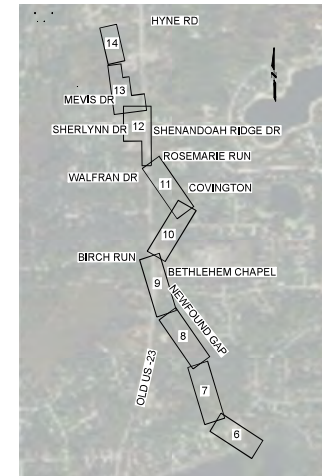 HYNE RD
14
13
MEVIS DR
N
12
SHERLYNN DR
SHENANDOAH RIDGE DR
ROSEMARIE RUN
WALFRAN DR
11
COVINGTON
10
BIRCH RUN
BETHLEHEM CHAPEL
9
NEWFOUND GAP
8
OLD US -23
7
6